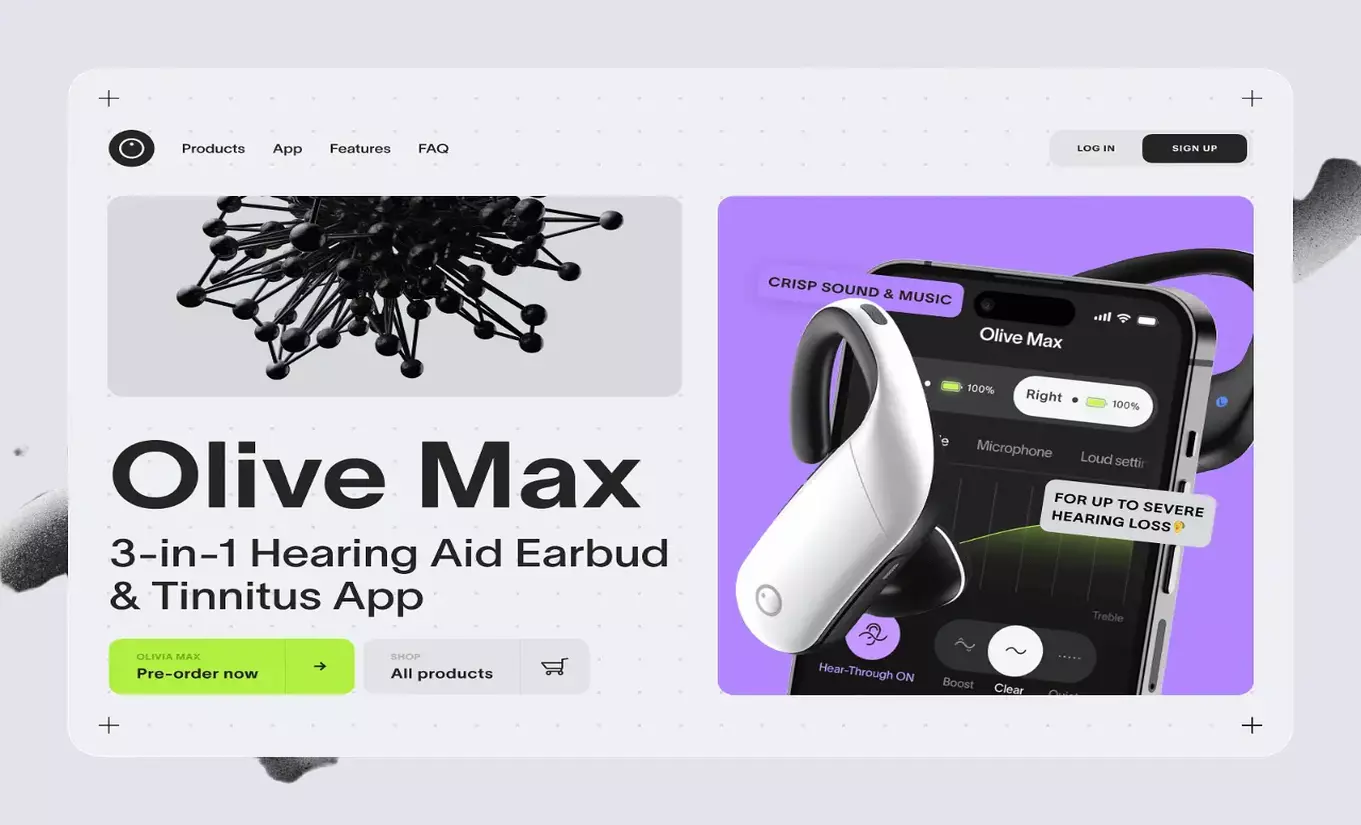 Products
App
Features
FAQ
LOG IN
SIGN UP
Olive Max
3-in-1 Hearing Aid Earbud
& Tinnitus App
OLIVIA MAX
Pre-order now
SHOP
All products
CRISP SOUND & MUSIC
Olive Max
100%
Right
100%
Microphone
Loud settin
FOR UP TO SEVERE
HEARING LOSS🦻
Treble
Hear-Through ON
Boost
Clear
L